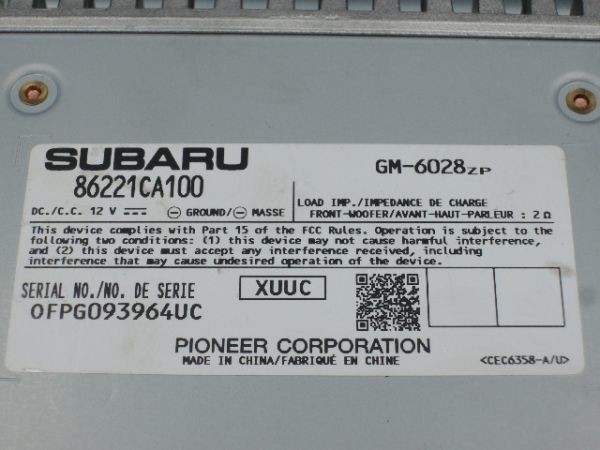 SUBARU
86221CA100
GM-6028ZP
DC./C.C. 12 V ⎓ ⊖ GROUND/⊖ MASSE
LOAD IMP./IMPEDANCE DE CHARGE
FRONT-WOOFER/AVANT-HAUT-PARLEUR : 2Ω
This device complies with Part 15 of the FCC Rules. Operation is subject to the
following two conditions: (1) this device may not cause harmful interference,
and (2) this device must accept any interference received, including
interference that may cause undesired operation of the device.
SERIAL NO./NO. DE SERIE
XUUC
OFPG093964UC
PIONEER CORPORATION
MADE IN CHINA/FABRIQUÉ EN CHINE
<CEC6358-A/U>